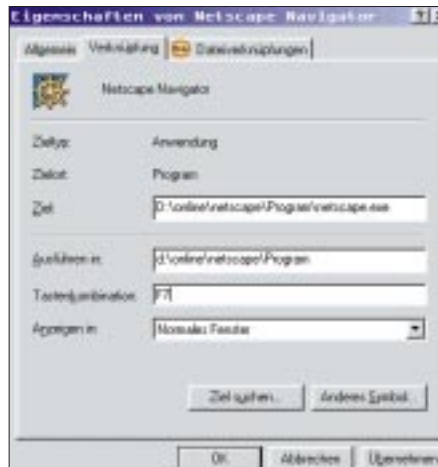 Eigenschaften von Netscape Navigator
Allgemein Verknüpfung Dateiverknüpfungen
Netscape Navigator
Zieltyp: Anwendung
Zielort: Program
Ziel: D:\online\netscape\Program\netscape.exe
Ausführen in: d:\online\netscape\Program
Tastenkombination: F7
Anzeigen in: Normales Fenster
Ziel suchen... Anderes Symbol...
OK Abbrechen Übernehmen